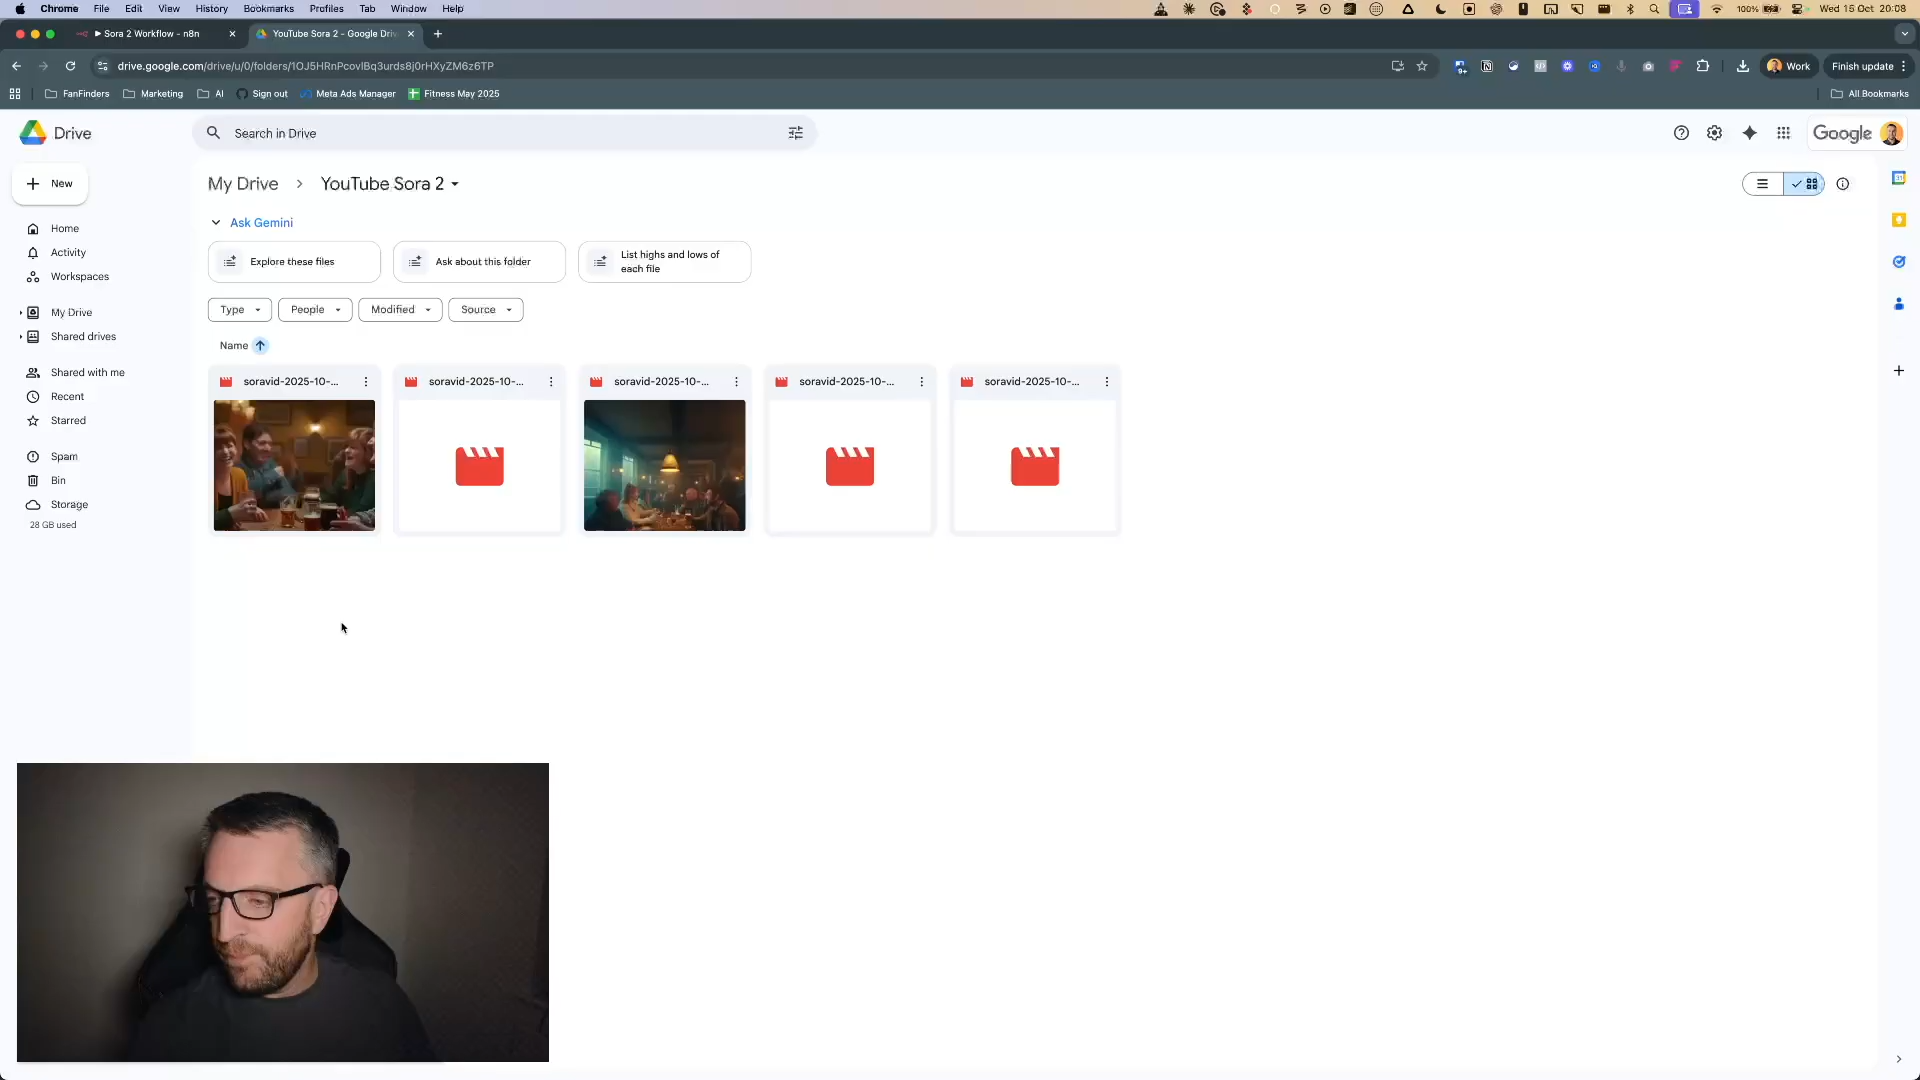 Chrome File Edit View History Bookmarks Profiles Tab Window Help
100% Wed 15 Oct 20:08
Sora 2 Workflow - n8n
YouTube Sora 2 - Google Driv
drive.google.com/drive/u/0/folders/1OJ5HRnPcovlBq3urds8j0rHXyZM6z6TP
9+
Work
Finish update
FanFinders Marketing AI Sign out Meta Ads Manager Fitness May 2025
All Bookmarks
Drive
Search in Drive
Google
New
My Drive > YouTube Sora 2
Ask Gemini
Explore these files
Ask about this folder
List highs and lows of
each file
Type People Modified Source
Name
soravid-2025-10-...
soravid-2025-10-...
soravid-2025-10-...
soravid-2025-10-...
soravid-2025-10-...
Home
Activity
Workspaces
My Drive
Shared drives
Shared with me
Recent
Starred
Spam
Bin
Storage
28 GB used
31